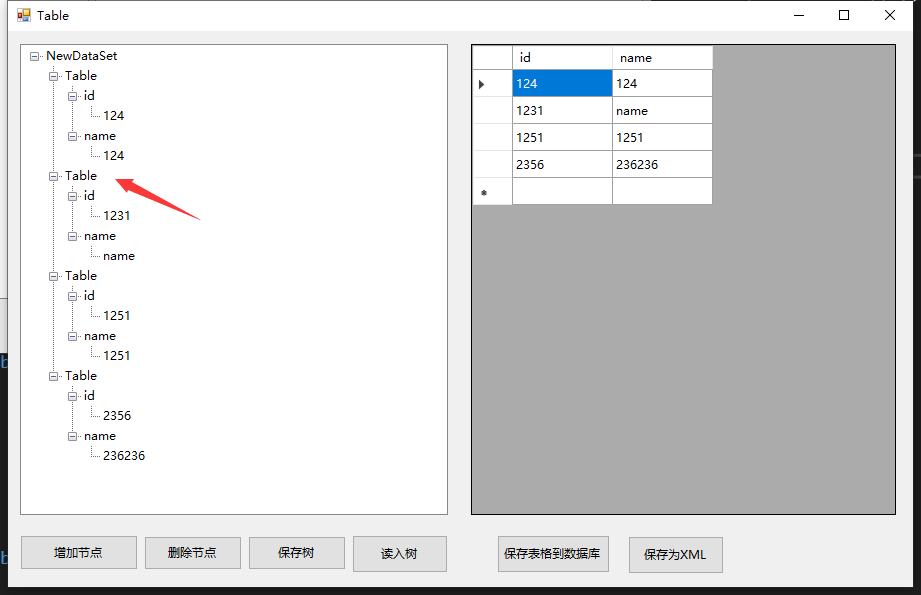 Table
NewDataSet
Table
id
124
name
124
Table
id
1231
name
name
Table
id
1251
name
1251
Table
id
2356
name
236236
id name
124 124
1231 name
1251 1251
2356 236236
增加节点 删除节点 保存树 读入树 保存表格到数据库 保存为XML